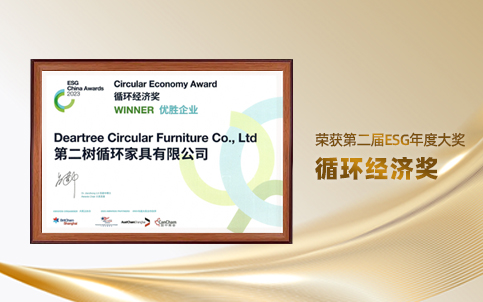 ESG
China Awards
2023
Circular Economy Award
循环经济奖
WINNER 优胜企业
Deartree Circular Furniture Co., Ltd
第二树循环家具有限公司
荣获第二届ESG年度大奖
循环经济奖